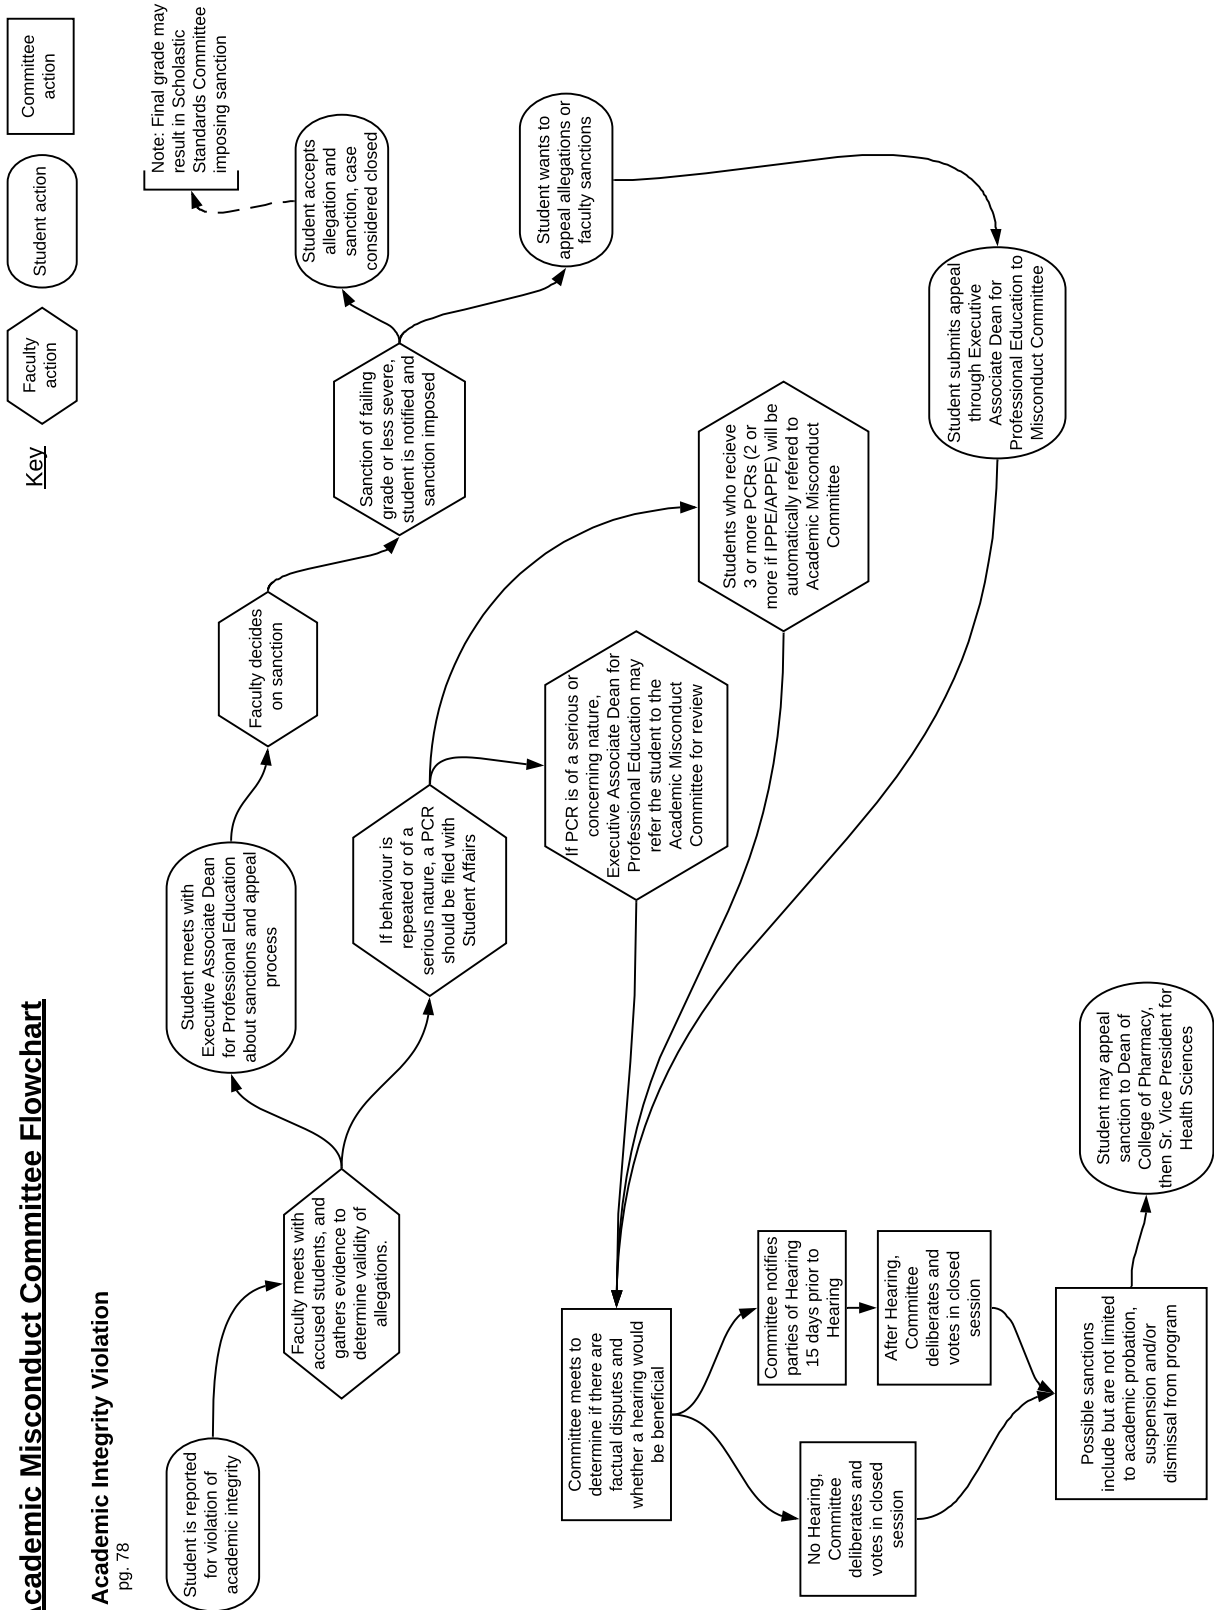 cademic Misconduct Committee Flowchart
Key
Faculty
action
Student action
Committee
action
Academic Integrity Violation
pg. 78
Student is reported
for violation of
academic integrity
Faculty meets with
accused students, and
gathers evidence to
determine validity of
allegations.
Student meets with
Executive Associate Dean
for Professional Education
about sanctions and appeal
process
Faculty decides
on sanction
Sanction of failing
grade or less severe,
student is notified and
sanction imposed
Student accepts
allegation and
sanction, case
considered closed
Note: Final grade may
result in Scholastic
Standards Committee
imposing sanction
Student wants to
appeal allegations or
faculty sanctions
If behaviour is
repeated or of a
serious nature, a PCR
should be filed with
Student Affairs
If PCR is of a serious or
concerning nature,
Executive Associate Dean for
Professional Education may
refer the student to the
Academic Misconduct
Committee for review
Students who recieve
3 or more PCRs (2 or
more if IPPE/APPE) will be
automatically refered to
Academic Misconduct
Committee
Student submits appeal
through Executive
Associate Dean for
Professional Education to
Misconduct Committee
Committee meets to
determine if there are
factual disputes and
whether a hearing would
be beneficial
Committee notifies
parties of Hearing
15 days prior to
Hearing
After Hearing,
Committee
deliberates and
votes in closed
session
No Hearing,
Committee
deliberates and
votes in closed
session
Possible sanctions
include but are not limited
to academic probation,
suspension and/or
dismissal from program
Student may appeal
sanction to Dean of
College of Pharmacy,
then Sr. Vice President for
Health Sciences